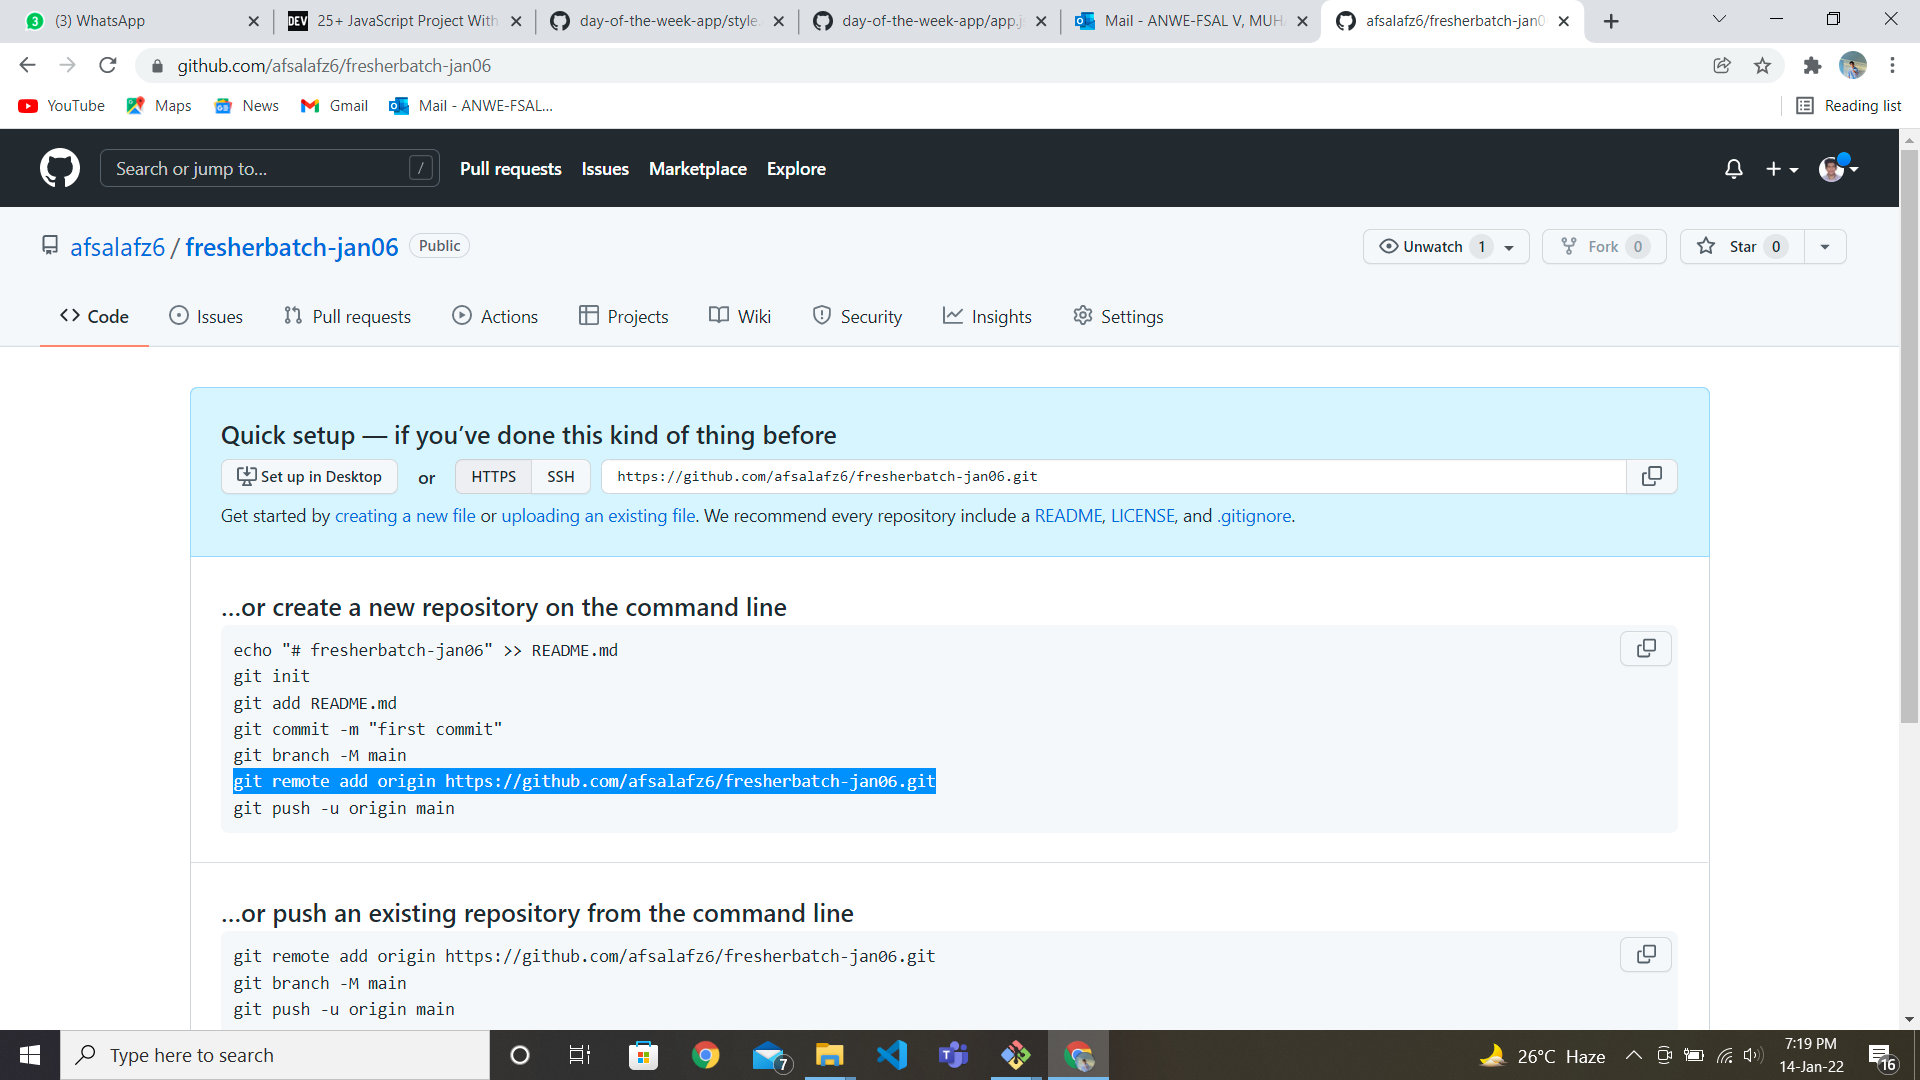 3 (3) WhatsApp
DEV 25+ JavaScript Project With
day-of-the-week-app/style.
day-of-the-week-app/app.js
Mail - ANWE-FSAL V, MUHA
afsalafz6/fresherbatch-jan0
github.com/afsalafz6/fresherbatch-jan06
YouTube
Maps
News
Gmail
Mail - ANWE-FSAL...
Reading list
Search or jump to...
/
Pull requests
Issues
Marketplace
Explore
afsalafz6 / fresherbatch-jan06
Public
Unwatch 1
Fork 0
Star 0
Code
Issues
Pull requests
Actions
Projects
Wiki
Security
Insights
Settings
Quick setup — if you’ve done this kind of thing before
Set up in Desktop
or
HTTPS
SSH
https://github.com/afsalafz6/fresherbatch-jan06.git
Get started by creating a new file or uploading an existing file. We recommend every repository include a README, LICENSE, and .gitignore.
…or create a new repository on the command line
echo "# fresherbatch-jan06" >> README.md
git init
git add README.md
git commit -m "first commit"
git branch -M main
git remote add origin https://github.com/afsalafz6/fresherbatch-jan06.git
git push -u origin main
…or push an existing repository from the command line
git remote add origin https://github.com/afsalafz6/fresherbatch-jan06.git
git branch -M main
git push -u origin main
Type here to search
7
26°C Haze
7:19 PM
14-Jan-22
16